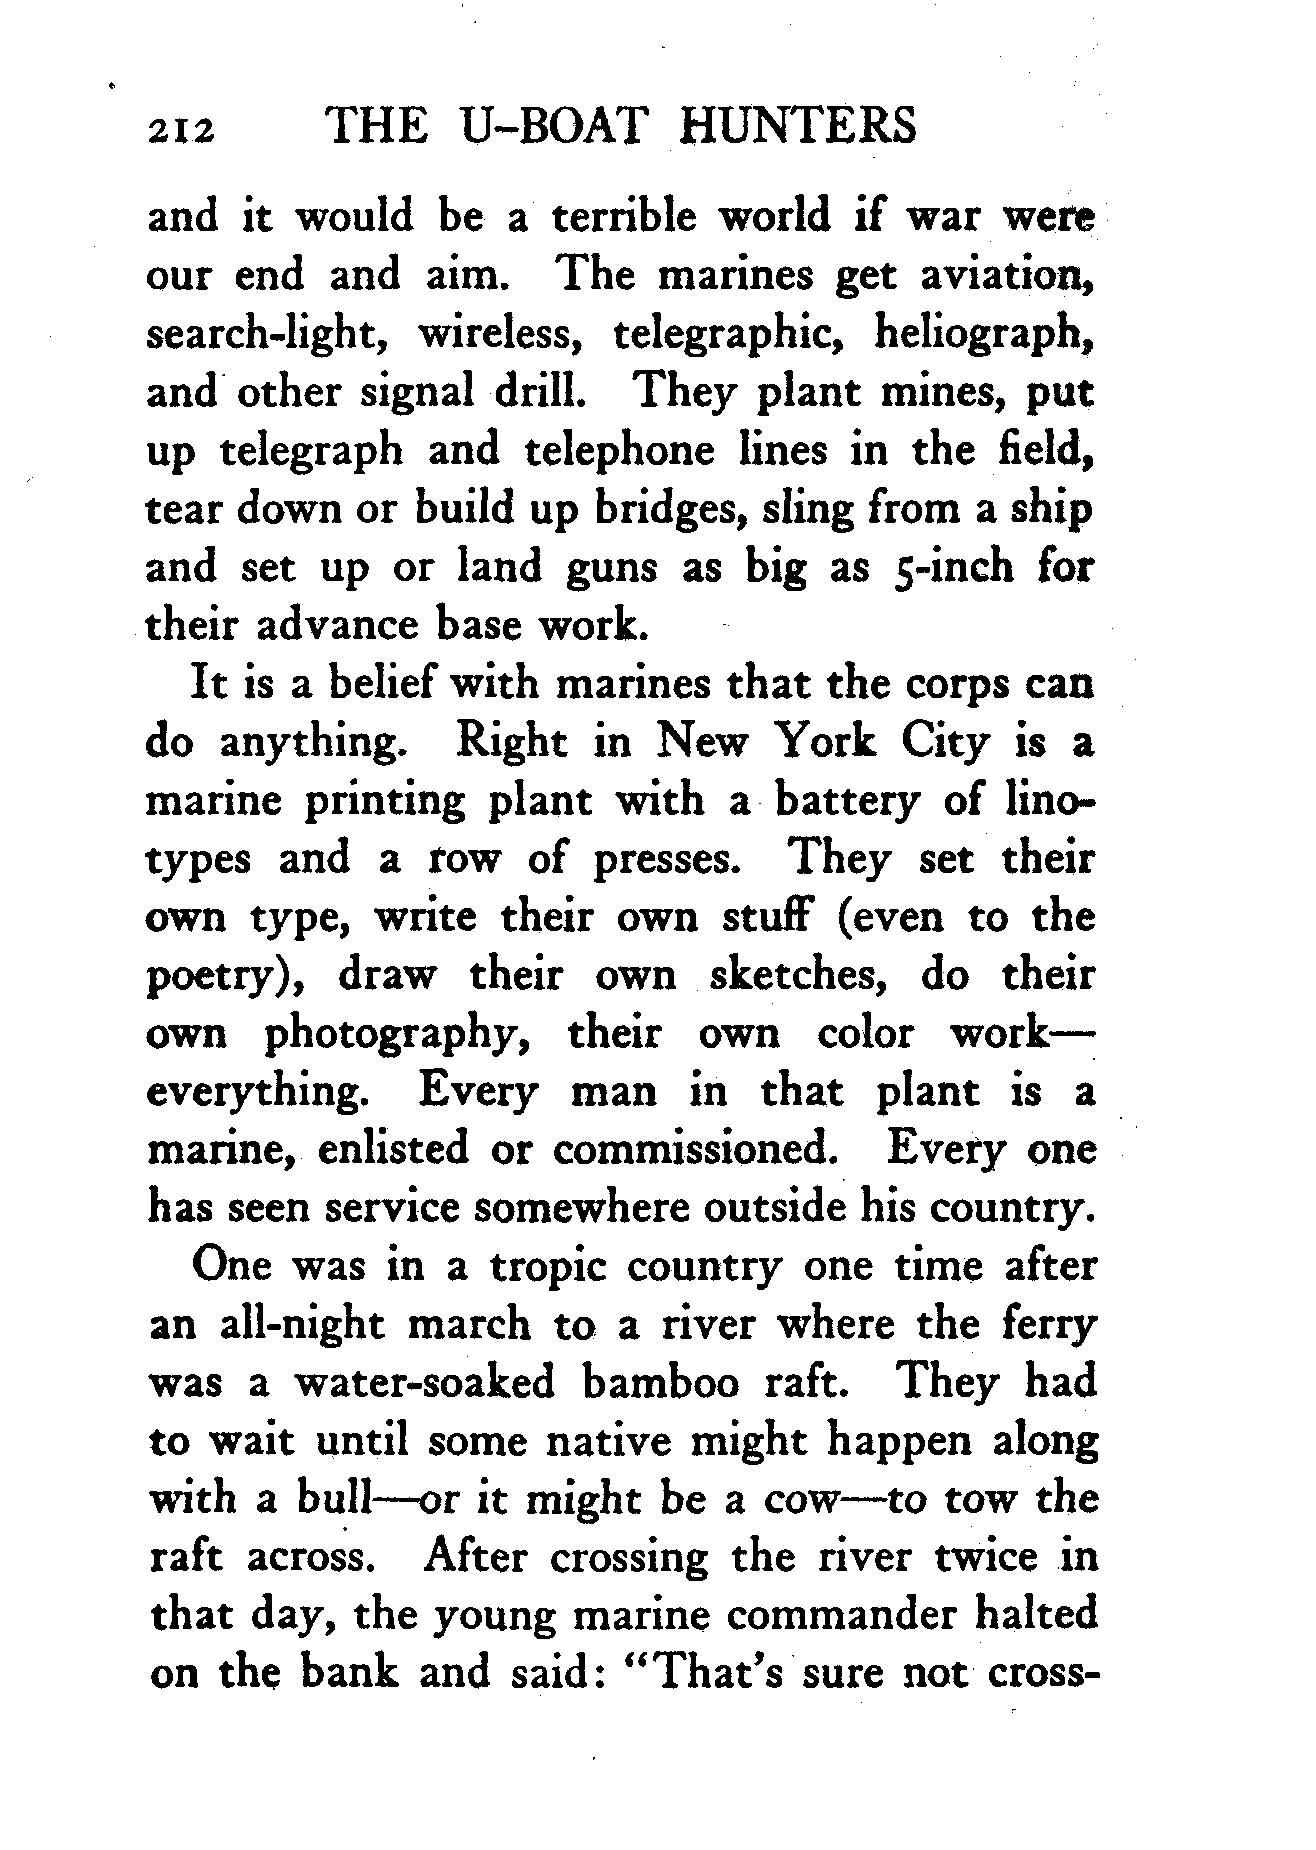 212 THE U-BOAT HUNTERS
and it would be a terrible world if war were
our end and aim. The marines get aviation,
search-light, wireless, telegraphic, heliograph,
and other signal drill. They plant mines, put
up telegraph and telephone lines in the field,
tear down or build up bridges, sling from a ship
and set up or land guns as big as 5-inch for
their advance base work.
It is a belief with marines that the corps can
do anything. Right in New York City is a
marine printing plant with a battery of lino-
types and a row of presses. They set their
own type, write their own stuff (even to the
poetry), draw their own sketches, do their
own photography, their own color work—
everything. Every man in that plant is a
marine, enlisted or commissioned. Every one
has seen service somewhere outside his country.
One was in a tropic country one time after
an all-night march to a river where the ferry
was a water-soaked bamboo raft. They had
to wait until some native might happen along
with a bull—or it might be a cow—to tow the
raft across. After crossing the river twice in
that day, the young marine commander halted
on the bank and said: "That's sure not cross-